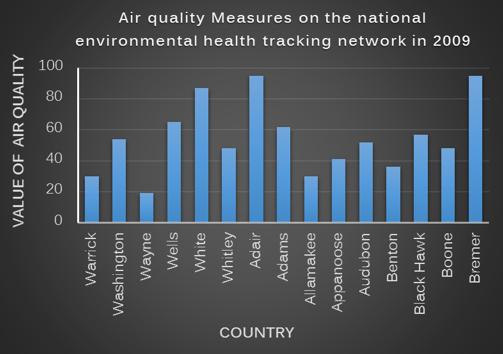 Air quality Measures on the national
environmental health tracking network in 2009
VALUE OF AIR QUALITY
100
80
60
40
20
0
Warrick
Washington
Wayne
Wells
White
Whitley
Adair
Adams
Allamakee
Appanoose
Audubon
Benton
Black Hawk
Boone
Bremer
COUNTRY